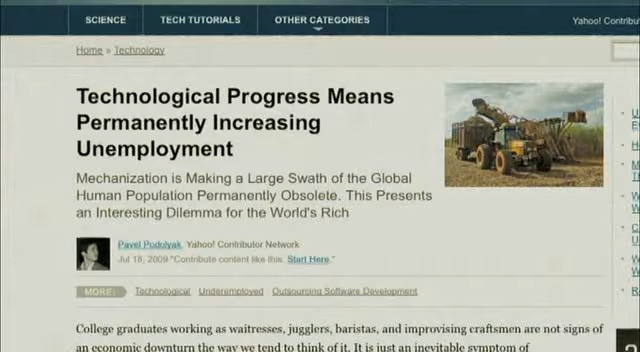 SCIENCE TECH TUTORIALS OTHER CATEGORIES Yahoo! Contribu
Home » Technology
Technological Progress Means
Permanently Increasing
Unemployment
Mechanization is Making a Large Swath of the Global
Human Population Permanently Obsolete. This Presents
an Interesting Dilemma for the World's Rich
Pavel Podolyak, Yahoo! Contributor Network
Jul 18, 2009 "Contribute content like this. Start Here."
MORE: Technological Underemployed Outsourcing Software Development
College graduates working as waitresses, jugglers, baristas, and improvising craftsmen are not signs of
an economic downturn the way we tend to think of it. It is just an inevitable symptom of